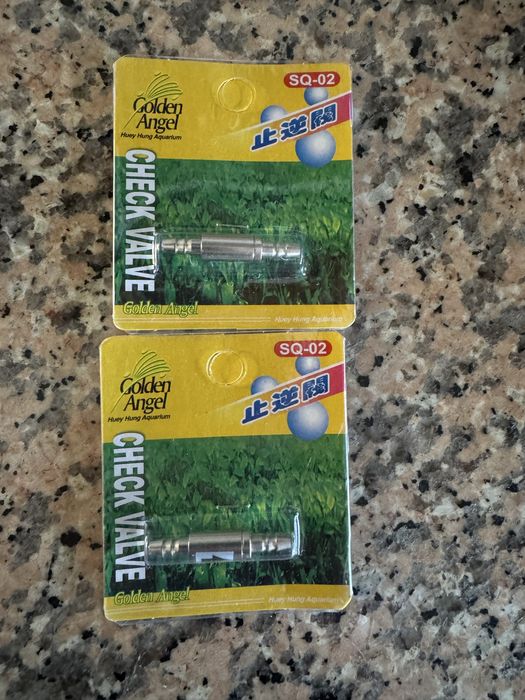 SQ-02
Golden
Angel
Huey Hung Aquarium
止逆閥
CHECK VALVE
Golden Angel
Huey Hung Aquarium
SQ-02
Golden
Angel
Huey Hung Aquarium
止逆閥
CHECK VALVE
Golden Angel
Huey Hung Aquarium